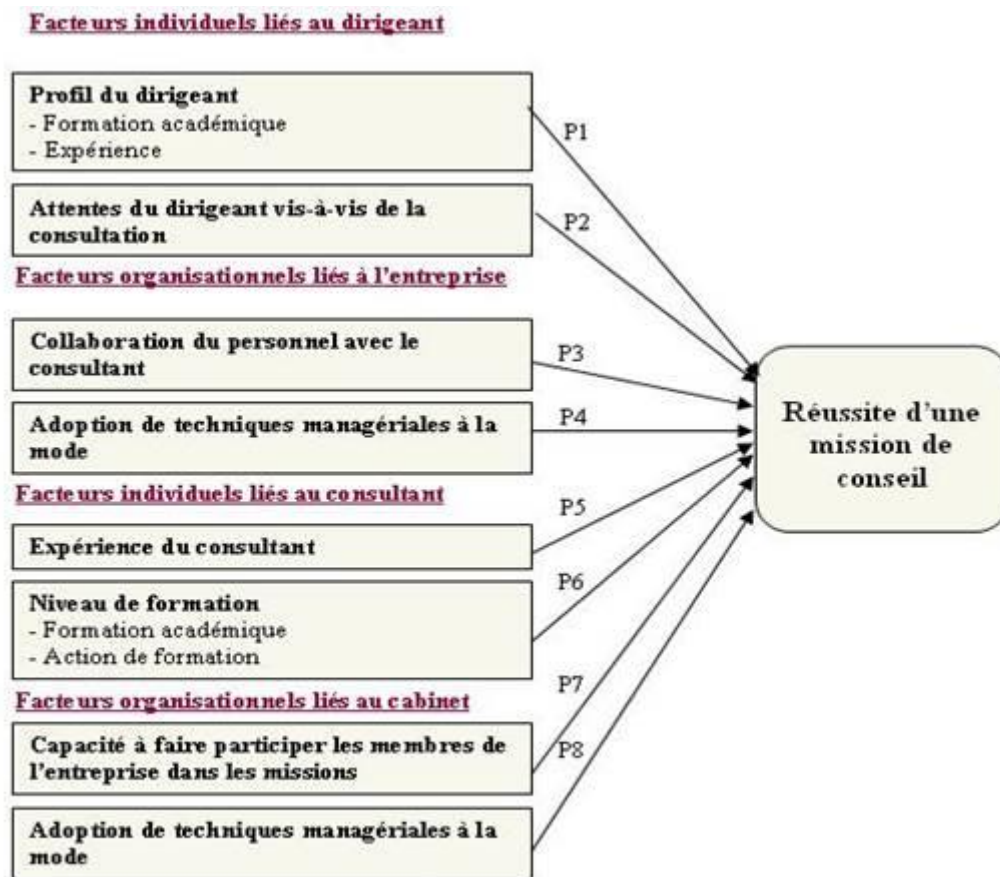 Facteurs individuels liés au dirigeant
Profil du dirigeant
- Formation académique
- Expérience
P1
Attentes du dirigeant vis-à-vis de la
consultation
P2
Facteurs organisationnels liés à l'entreprise
Collaboration du personnel avec le
consultant
P3
Adoption de techniques managériales à la
mode
P4
Réussite d'une
mission de
conseil
Facteurs individuels liés au consultant
Expérience du consultant
P5
Niveau de formation
- Formation académique
- Action de formation
P6
Facteurs organisationnels liés au cabinet
P7
Capacité à faire participer les membres de
l'entreprise dans les missions
P8
Adoption de techniques managériales à la
mode